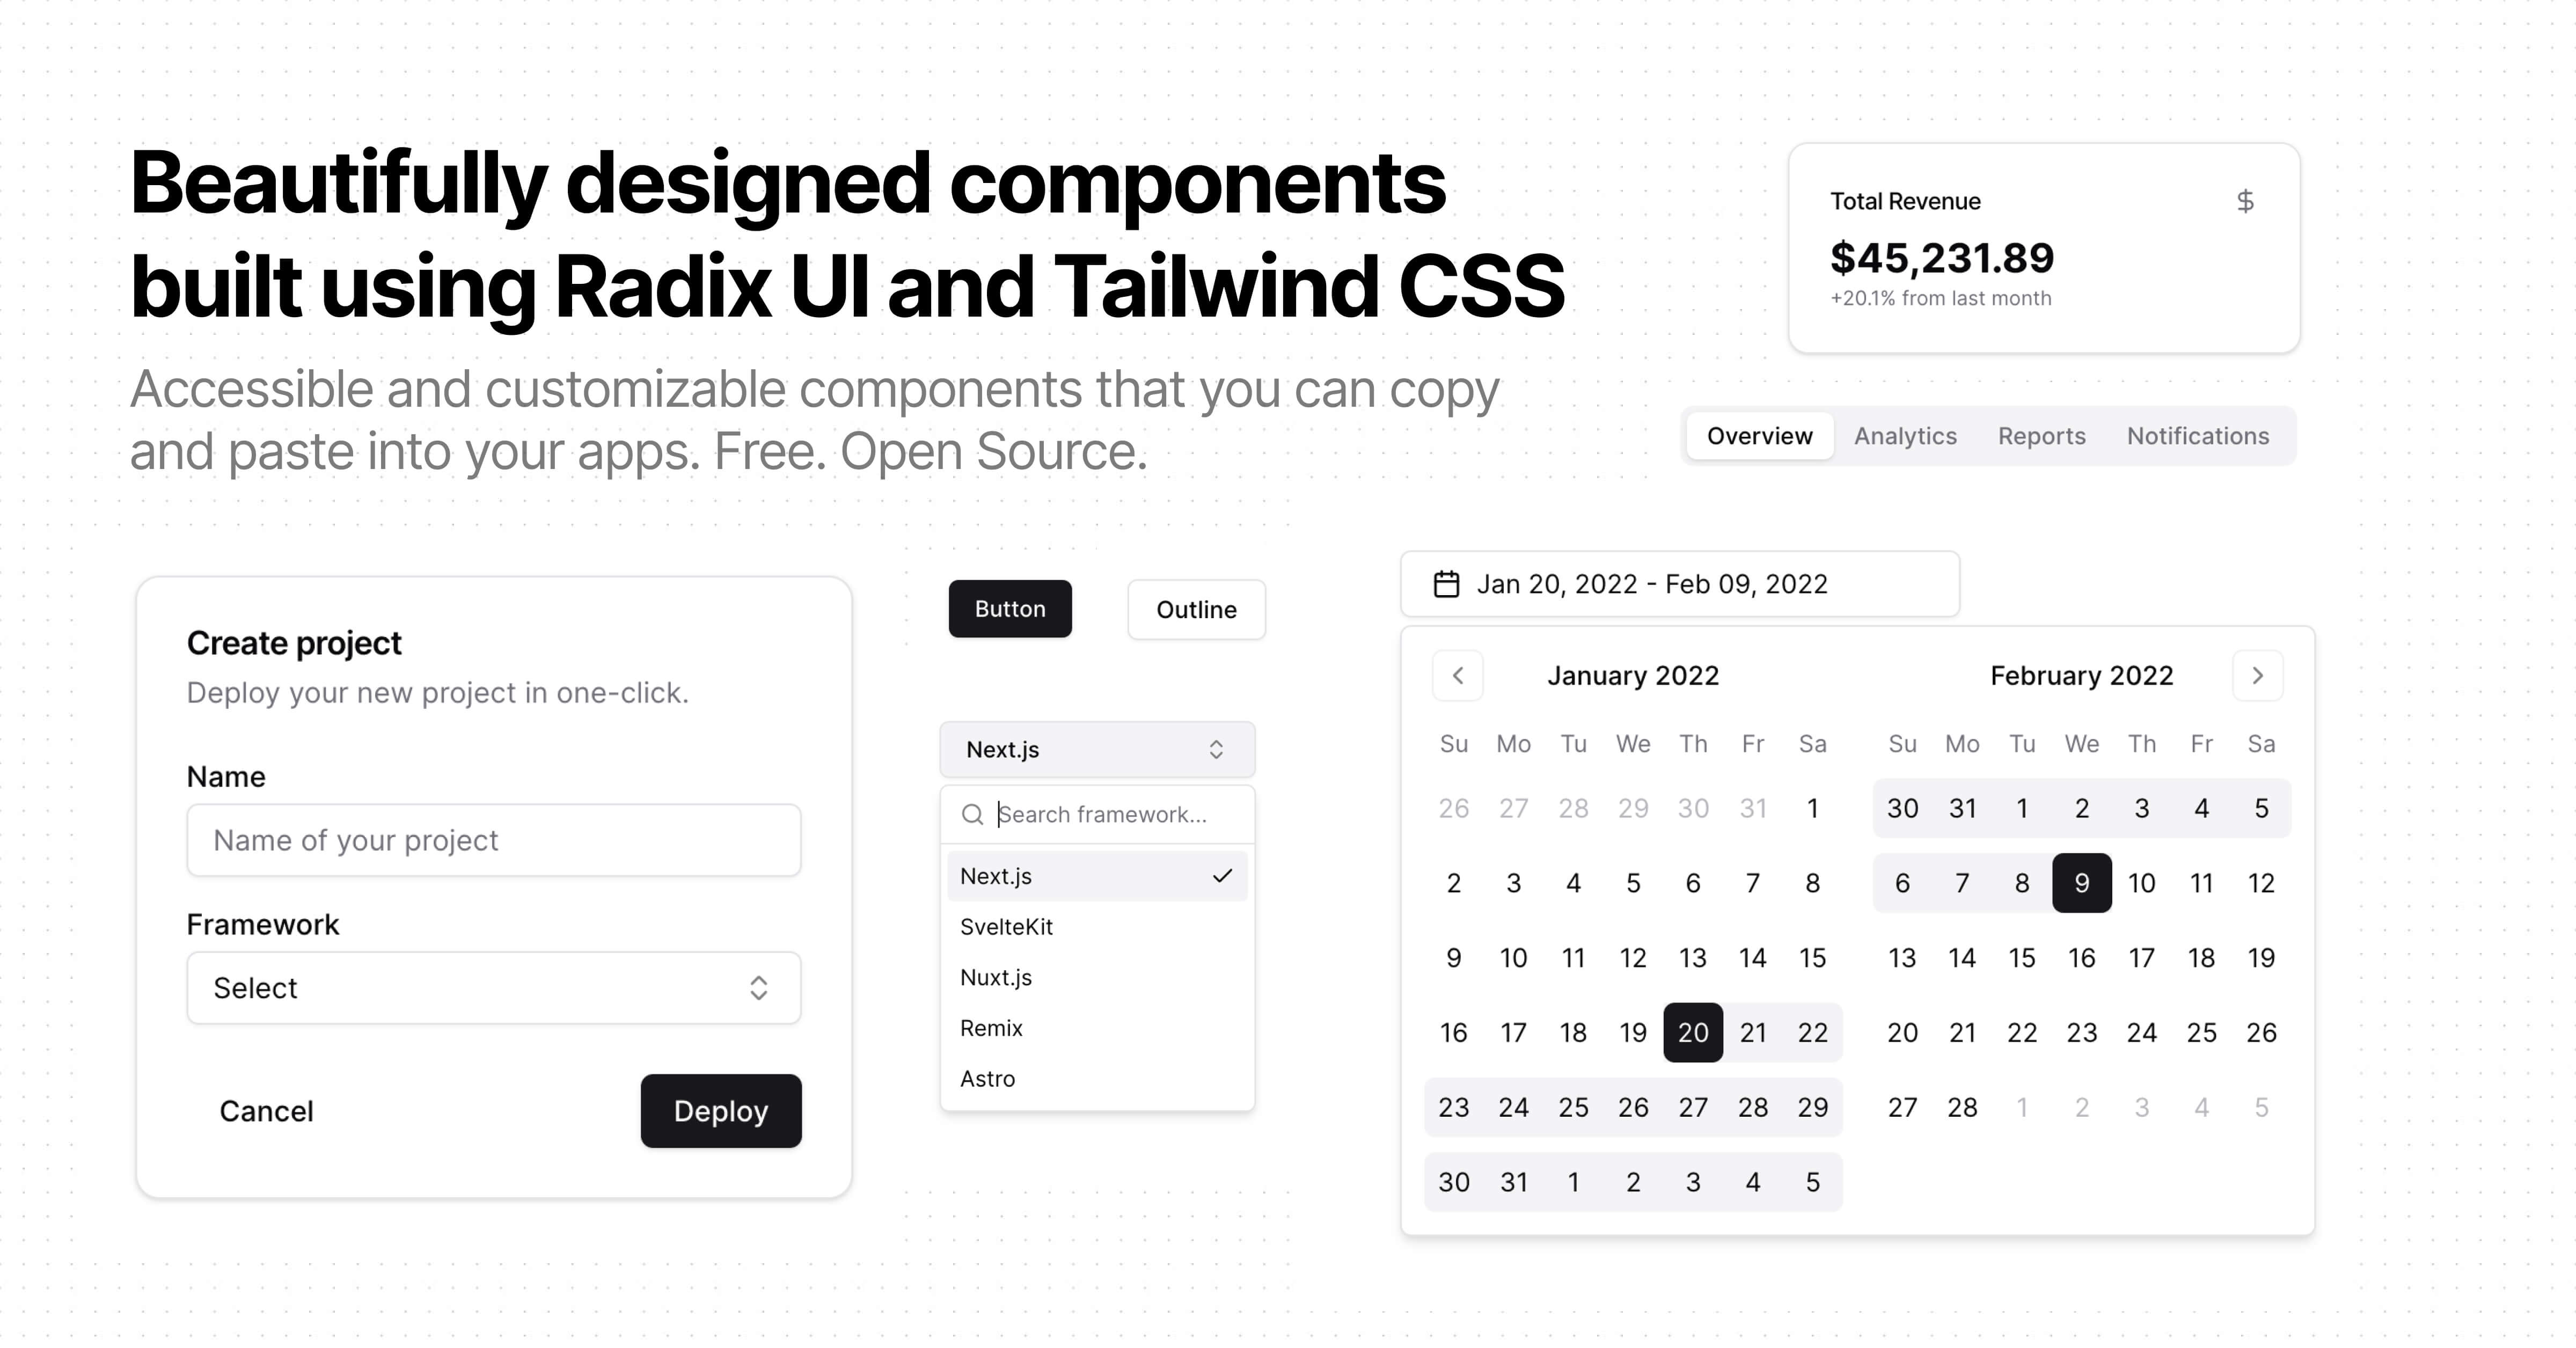 Beautifully designed components
built using Radix UI and Tailwind CSS
Accessible and customizable components that you can copy
and paste into your apps. Free. Open Source.
Total Revenue $
$45,231.89
+20.1% from last month
Overview Analytics Reports Notifications
Create project
Deploy your new project in one-click.
Name
Name of your project
Framework
Select
Cancel Deploy
Button Outline
Next.js
Search framework...
Next.js
SvelteKit
Nuxt.js
Remix
Astro
Jan 20, 2022 - Feb 09, 2022
January 2022
Su Mo Tu We Th Fr Sa
26 27 28 29 30 31 1
2 3 4 5 6 7 8
9 10 11 12 13 14 15
16 17 18 19 20 21 22
23 24 25 26 27 28 29
30 31 1 2 3 4 5
February 2022
Su Mo Tu We Th Fr Sa
30 31 1 2 3 4 5
6 7 8 9 10 11 12
13 14 15 16 17 18 19
20 21 22 23 24 25 26
27 28 1 2 3 4 5